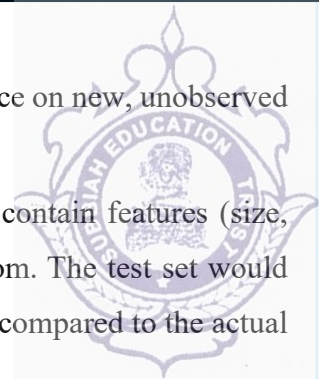 ce on new, unobserved
EDUCATION
contain features (size,
om. The test set would
compared to the actual